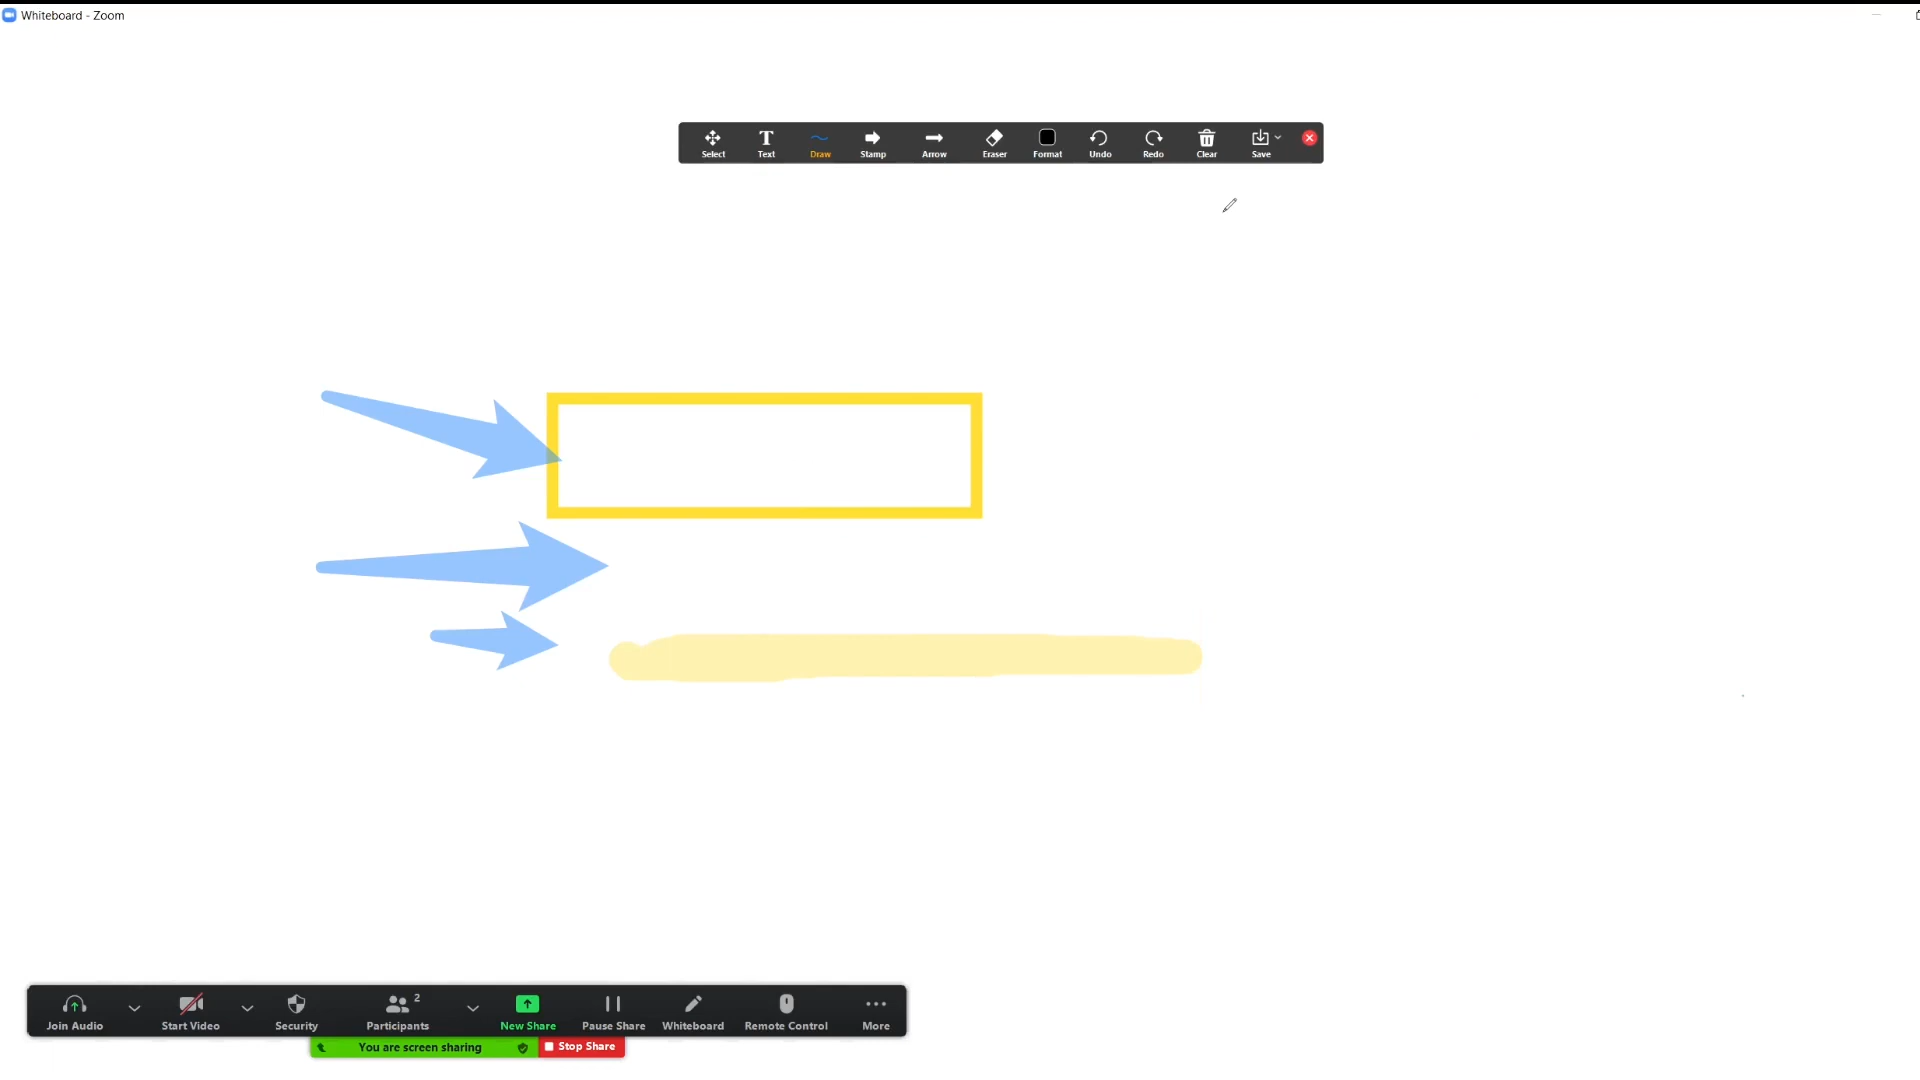 Whiteboard - Zoom
Select Text Draw Stamp Arrow Eraser Format Undo Redo Clear Save
2
Join Audio Start Video Security Participants New Share Pause Share Whiteboard Remote Control More
You are screen sharing Stop Share